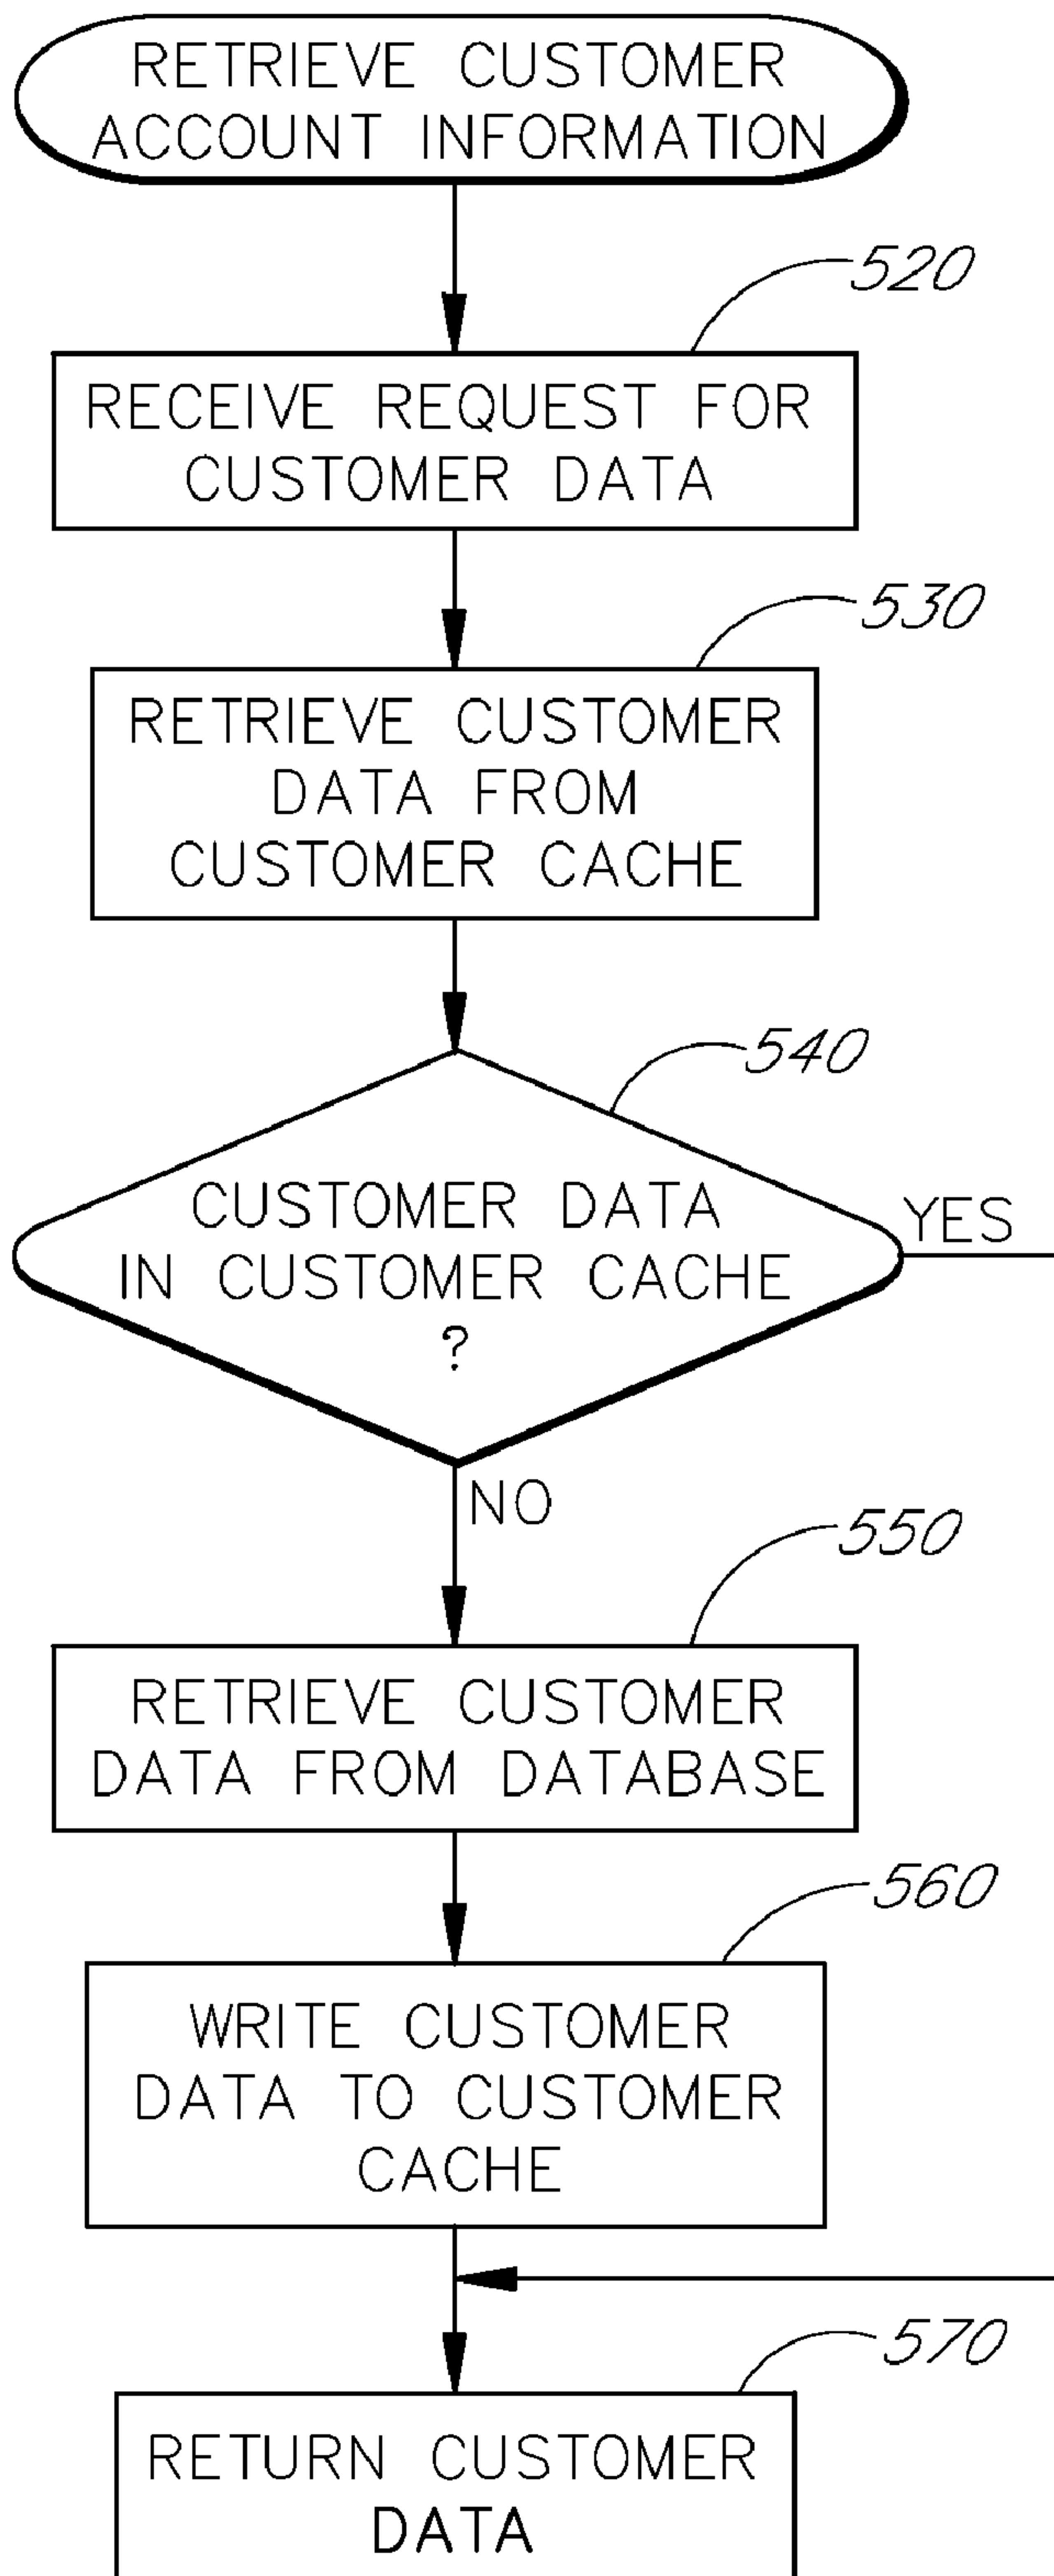 RETRIEVE CUSTOMER
ACCOUNT INFORMATION
520
RECEIVE REQUEST FOR
CUSTOMER DATA
530
RETRIEVE CUSTOMER
DATA FROM
CUSTOMER CACHE
540
CUSTOMER DATA
IN CUSTOMER CACHE
?
YES
NO
550
RETRIEVE CUSTOMER
DATA FROM DATABASE
560
WRITE CUSTOMER
DATA TO CUSTOMER
CACHE
570
RETURN CUSTOMER
DATA